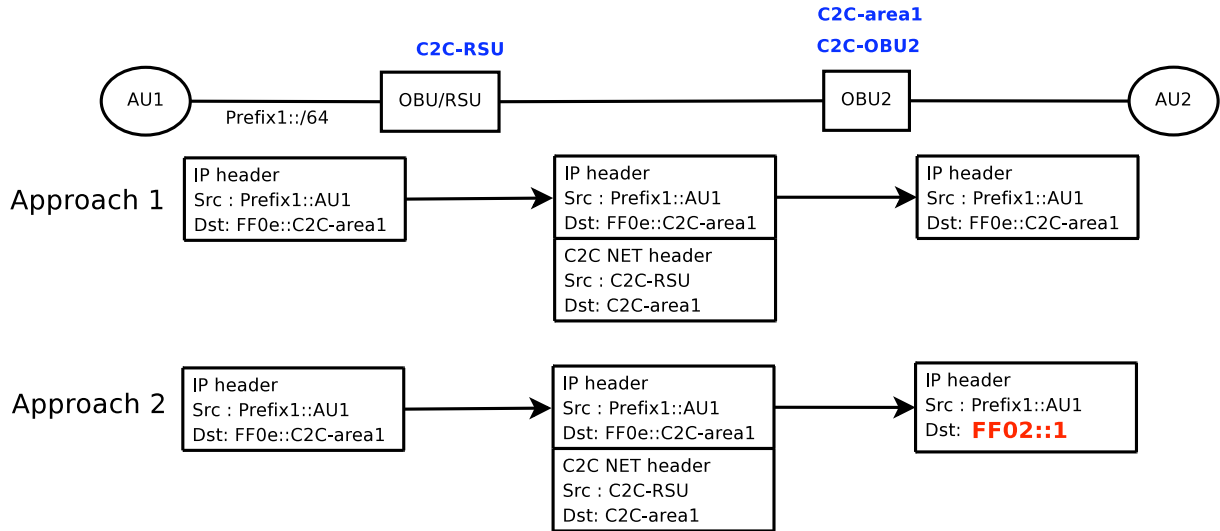 C2C-area1
C2C-RSU
C2C-OBU2
AU1
OBU/RSU
OBU2
AU2
Prefix1::/64
Approach 1
IP header
Src : Prefix1::AU1
Dst: FF0e::C2C-area1
IP header
Src : Prefix1::AU1
Dst: FF0e::C2C-area1
C2C NET header
Src : C2C-RSU
Dst: C2C-area1
IP header
Src : Prefix1::AU1
Dst: FF0e::C2C-area1
Approach 2
IP header
Src : Prefix1::AU1
Dst: FF0e::C2C-area1
IP header
Src : Prefix1::AU1
Dst: FF0e::C2C-area1
C2C NET header
Src : C2C-RSU
Dst: C2C-area1
IP header
Src : Prefix1::AU1
Dst: FF02::1